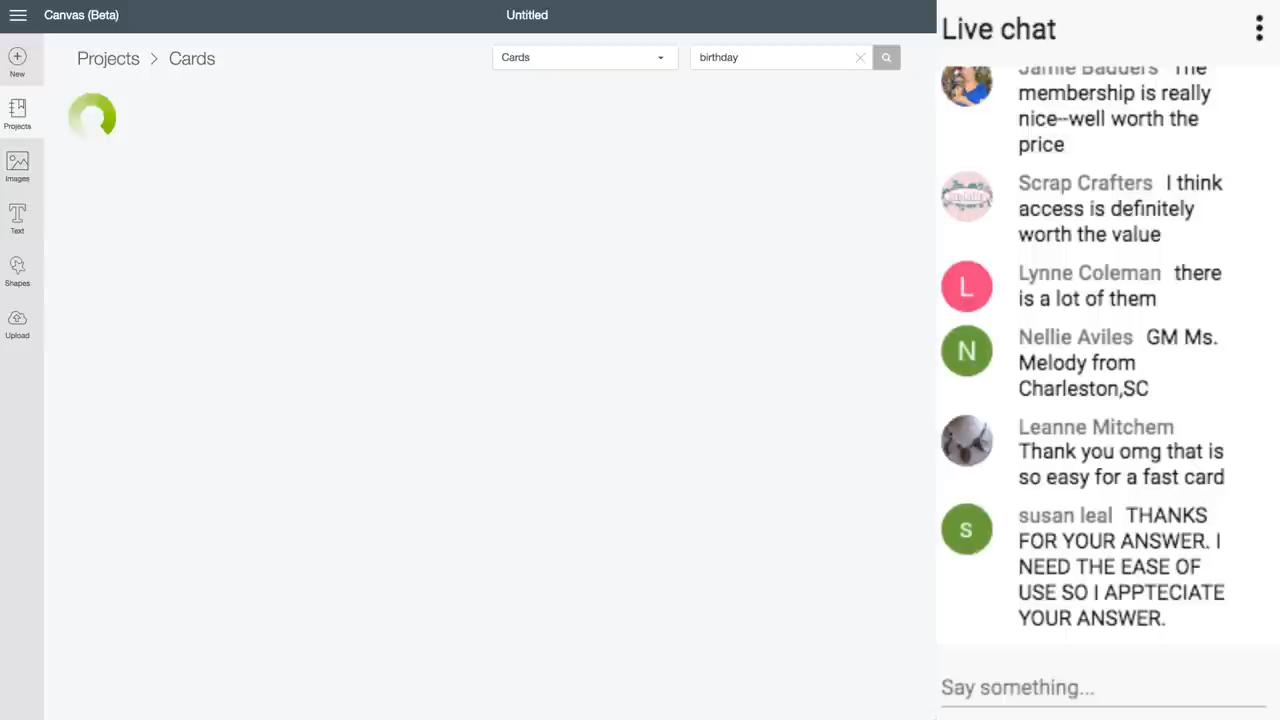 Canvas (Beta)
Untitled
New
Projects
Images
Text
Shapes
Upload
Projects > Cards
Cards
birthday
Live chat
Jamie Badders The
membership is really
nice--well worth the
price
Scrap Crafters I think
access is definitely
worth the value
L
Lynne Coleman there
is a lot of them
N
Nellie Aviles GM Ms.
Melody from
Charleston,SC
Leanne Mitchem
Thank you omg that is
so easy for a fast card
s
susan leal THANKS
FOR YOUR ANSWER. I
NEED THE EASE OF
USE SO I APPTECIATE
YOUR ANSWER.
Say something...